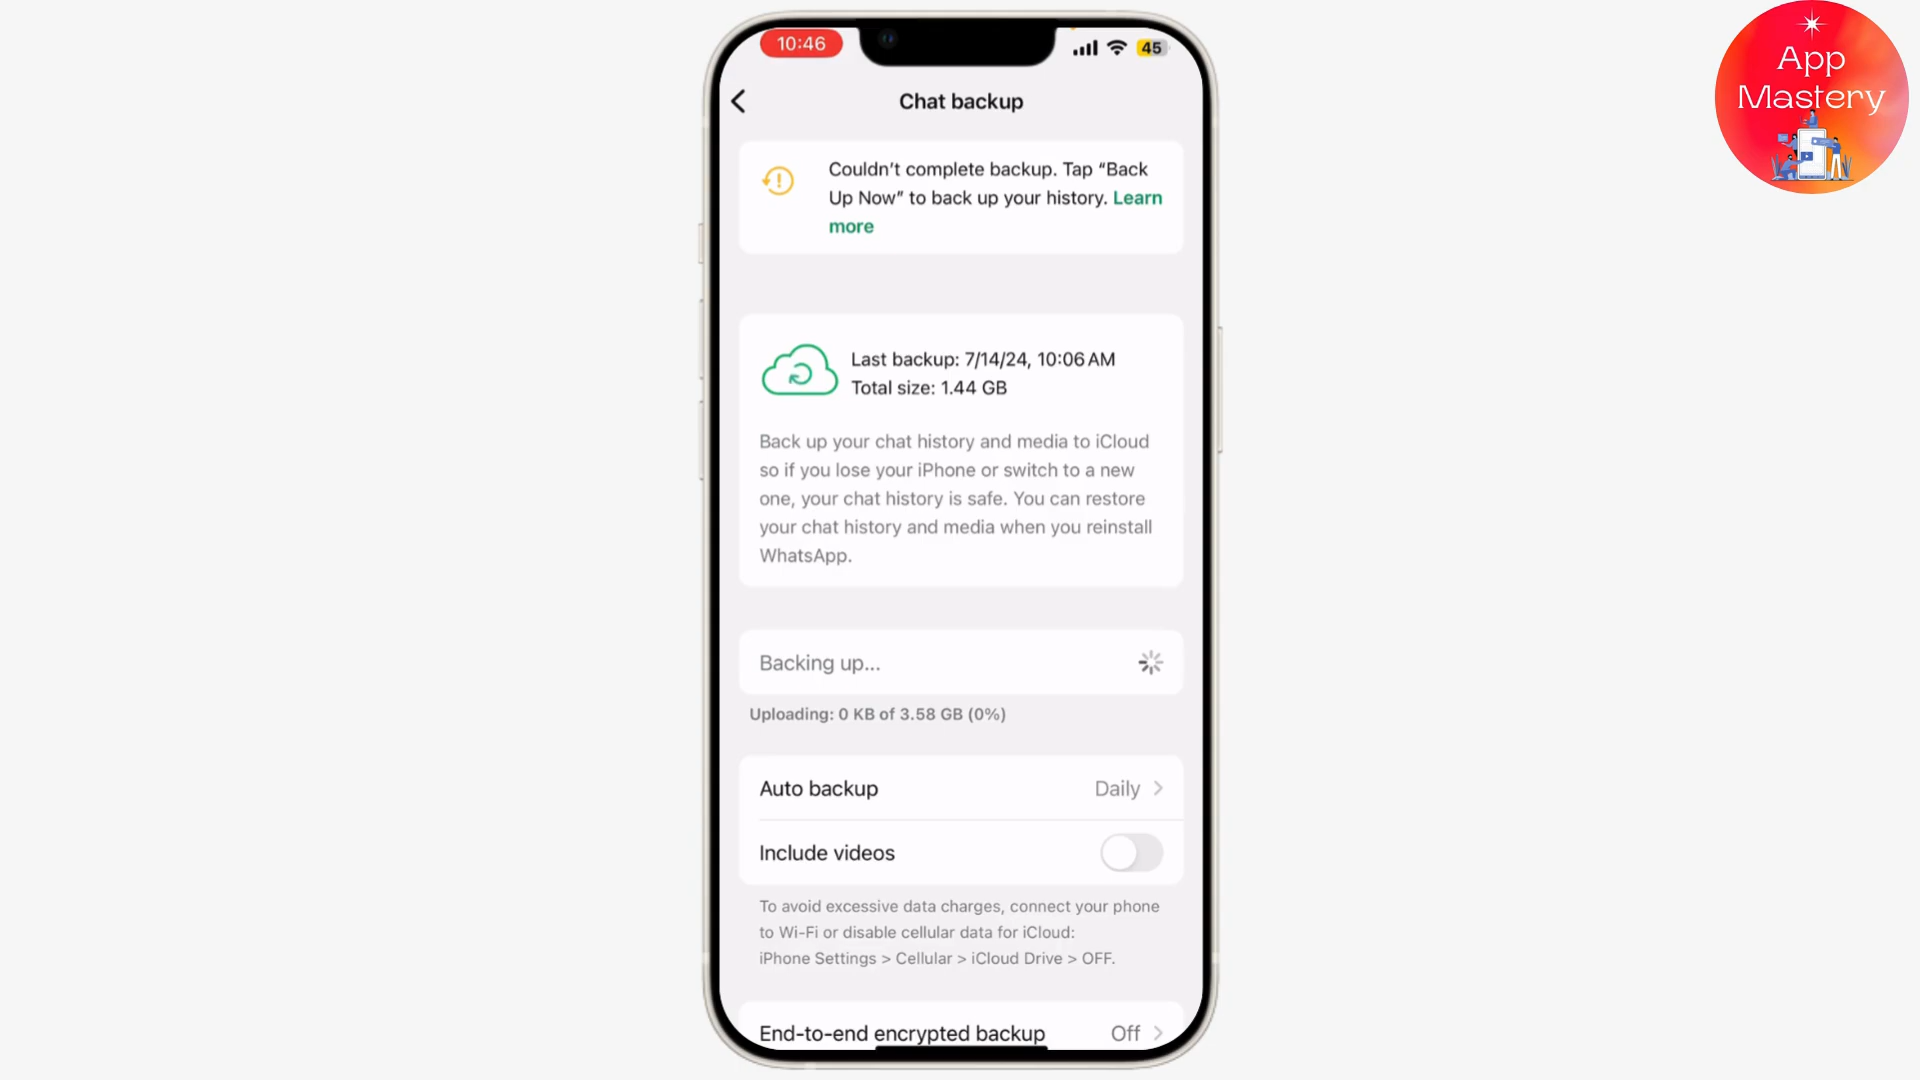 10:46
45
App
Mastery
Chat backup
Couldn’t complete backup. Tap “Back
Up Now” to back up your history. Learn
more
Last backup: 7/14/24, 10:06 AM
Total size: 1.44 GB
Back up your chat history and media to iCloud
so if you lose your iPhone or switch to a new
one, your chat history is safe. You can restore
your chat history and media when you reinstall
WhatsApp.
Backing up...
Uploading: 0 KB of 3.58 GB (0%)
Auto backup Daily
Include videos
To avoid excessive data charges, connect your phone
to Wi-Fi or disable cellular data for iCloud:
iPhone Settings > Cellular > iCloud Drive > OFF.
End-to-end encrypted backup Off